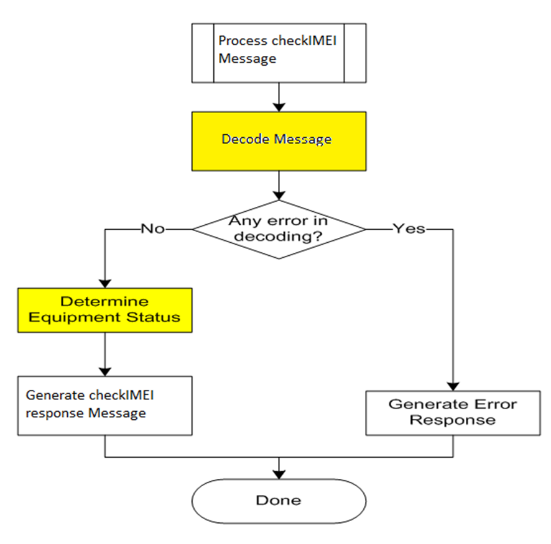 Process checkIMEI
Message
Decode Message
Any error in
decoding?
No
Yes
Determine
Equipment Status
Generate checkIMEI
response Message
Generate Error
Response
Done